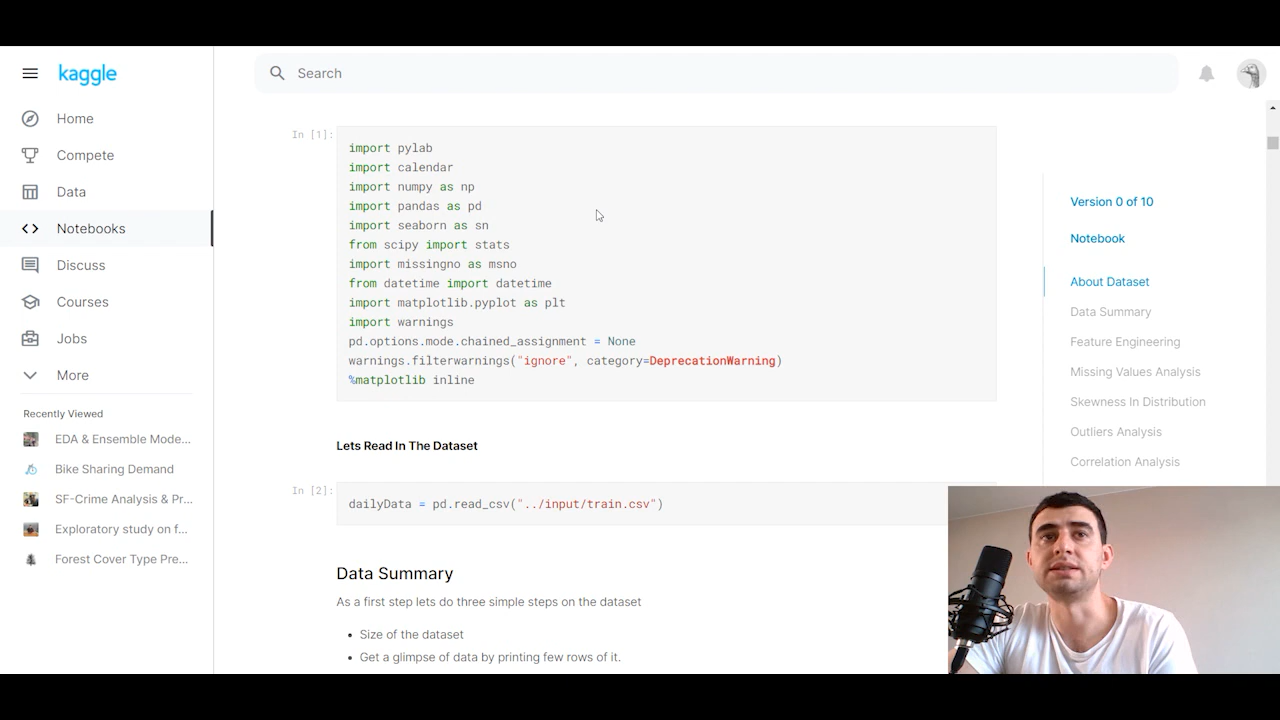 kaggle
Search
Home
Compete
Data
Notebooks
Discuss
Courses
Jobs
More
Recently Viewed
EDA & Ensemble Mode...
Bike Sharing Demand
SF-Crime Analysis & Pr...
Exploratory study on f...
Forest Cover Type Pre...
In [1]:
import pylab
import calendar
import numpy as np
import pandas as pd
import seaborn as sn
from scipy import stats
import missingno as msno
from datetime import datetime
import matplotlib.pyplot as plt
import warnings
pd.options.mode.chained_assignment = None
warnings.filterwarnings("ignore", category=DeprecationWarning)
%matplotlib inline
Lets Read In The Dataset
In [2]:
dailyData = pd.read_csv("../input/train.csv")
Data Summary
As a first step lets do three simple steps on the dataset
• Size of the dataset
• Get a glimpse of data by printing few rows of it.
Version 0 of 10
Notebook
About Dataset
Data Summary
Feature Engineering
Missing Values Analysis
Skewness In Distribution
Outliers Analysis
Correlation Analysis